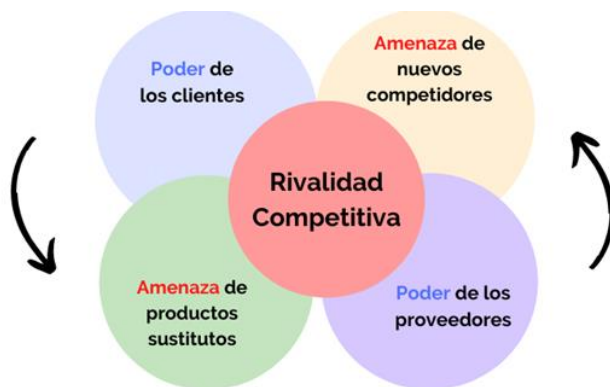 Poder de
los clientes
Amenaza de
nuevos
competidores
Rivalidad
Competitiva
Amenaza de
productos
sustitutos
Poder de los
proveedores